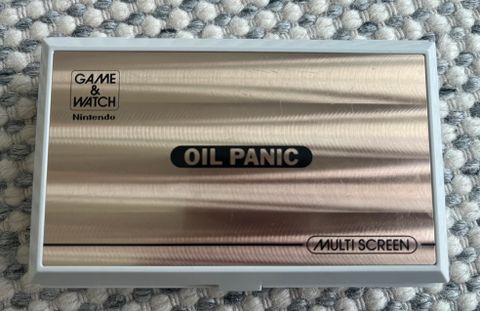 GAME
&
WATCH
Nintendo
OIL PANIC
MULTI SCREEN